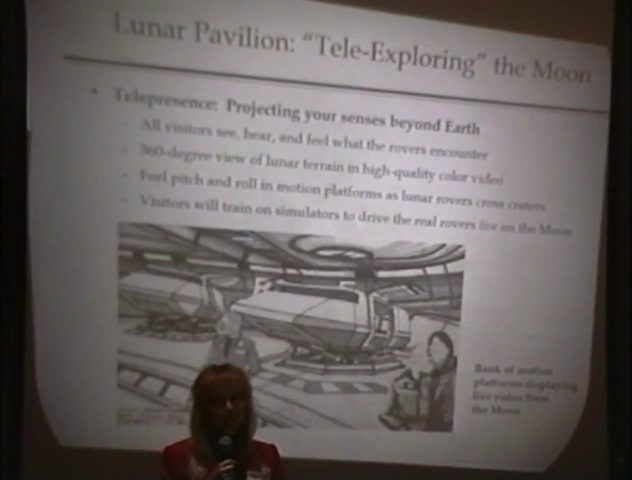 Lunar Pavilion: "Tele-Exploring" the Moon
• Telepresence: Projecting your senses beyond Earth
- All visitors see, hear, and feel what the rovers encounter
- 360-degree view of lunar terrain in high-quality color video
- Feel pitch and roll in motion platforms as lunar rovers cross craters
- Visitors will train on simulators to drive the real rovers live on the Moon
Bank of motion
platforms displaying
live video from
the Moon